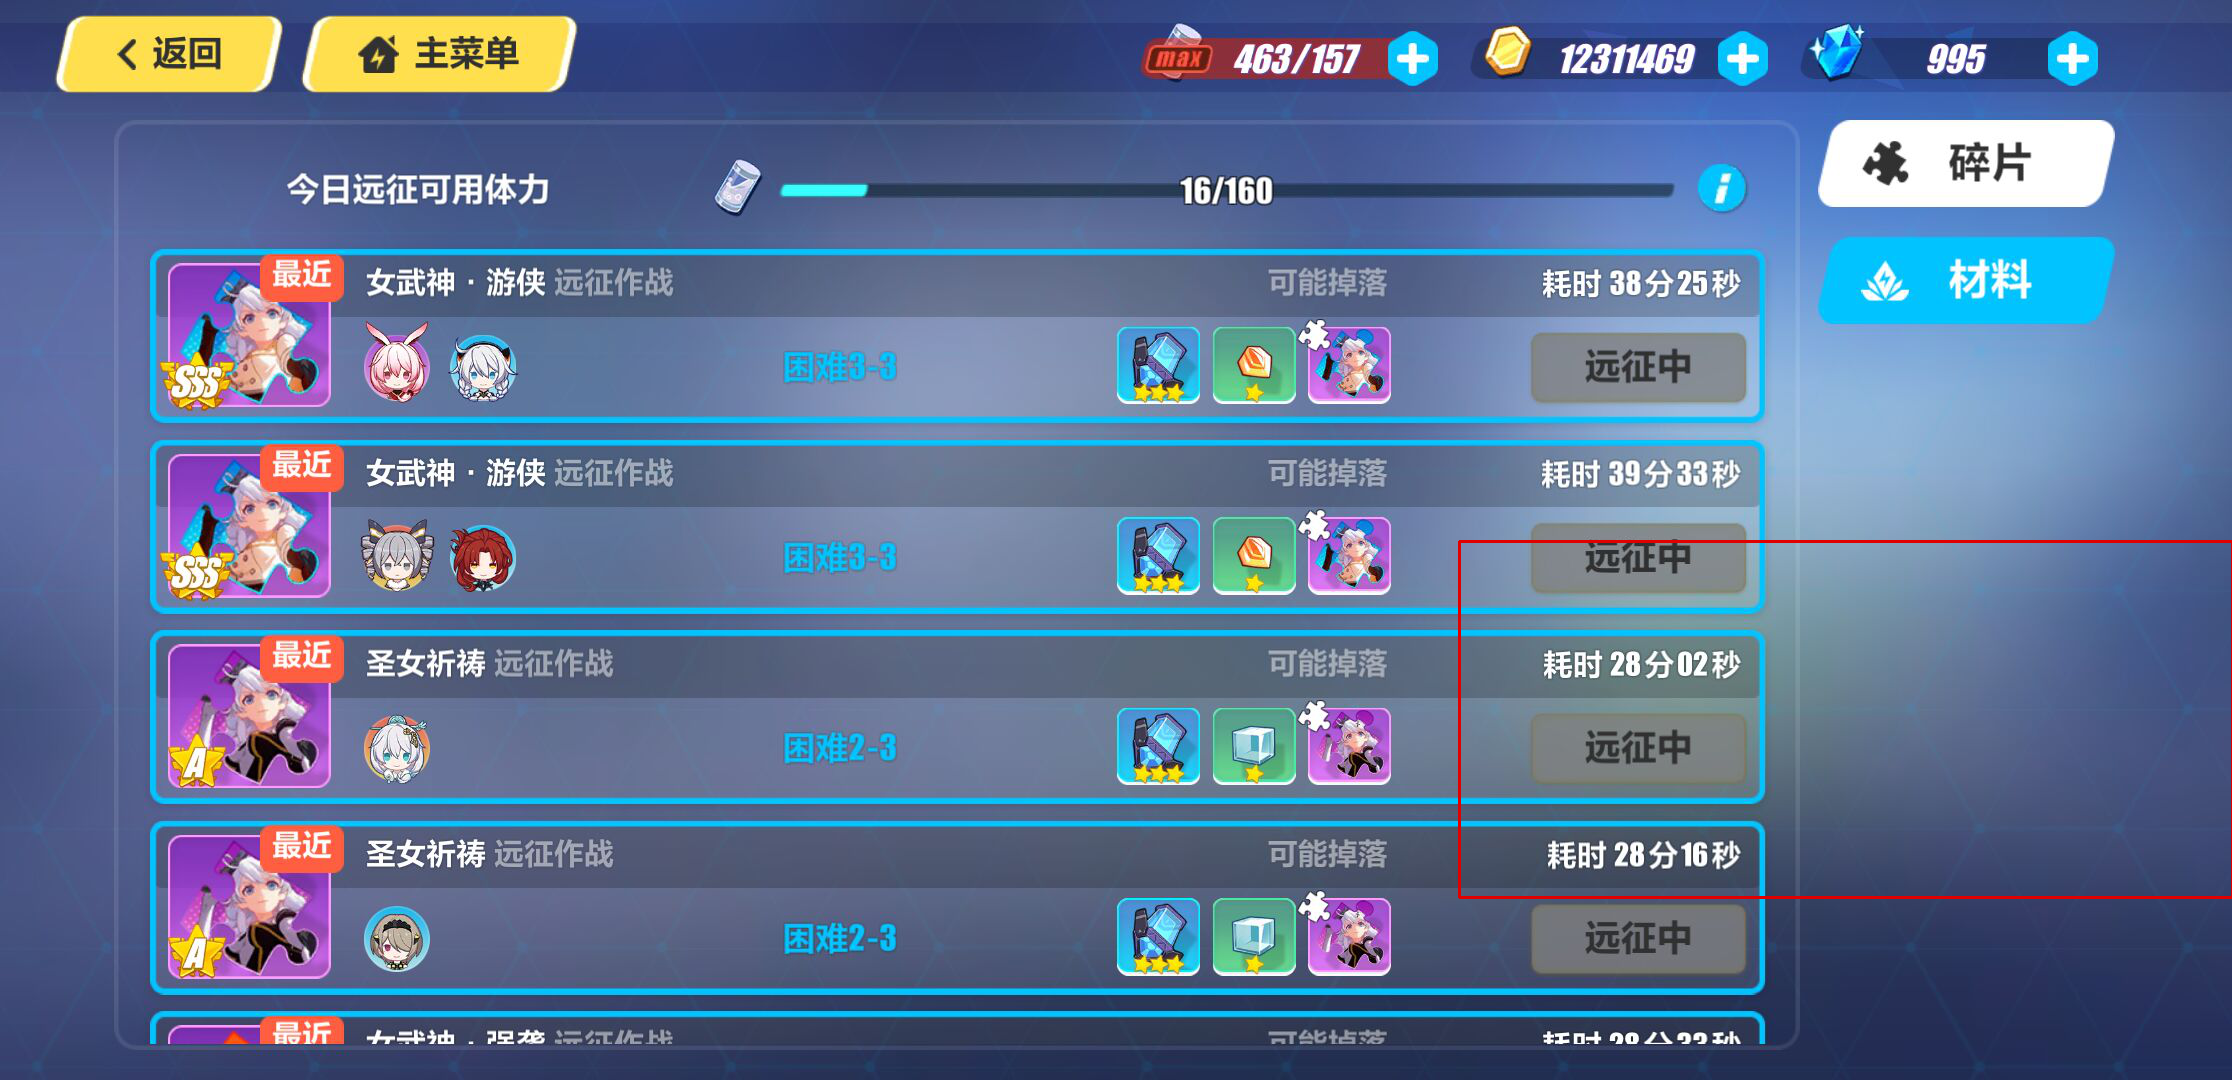 返回
主菜单
max 463/157
12311469
995
今日远征可用体力
16/160
碎片
材料
最近
女武神·游侠 远征作战
可能掉落
耗时 38分25秒
SSS
困难3-3
远征中
最近
女武神·游侠 远征作战
可能掉落
耗时 39分33秒
SSS
困难3-3
远征中
最近
圣女祈祷 远征作战
可能掉落
耗时 28分02秒
A
困难2-3
远征中
最近
圣女祈祷 远征作战
可能掉落
耗时 28分16秒
A
困难2-3
远征中
最近
女武神·强袭 远征作战
可能掉落
耗时 28分33秒